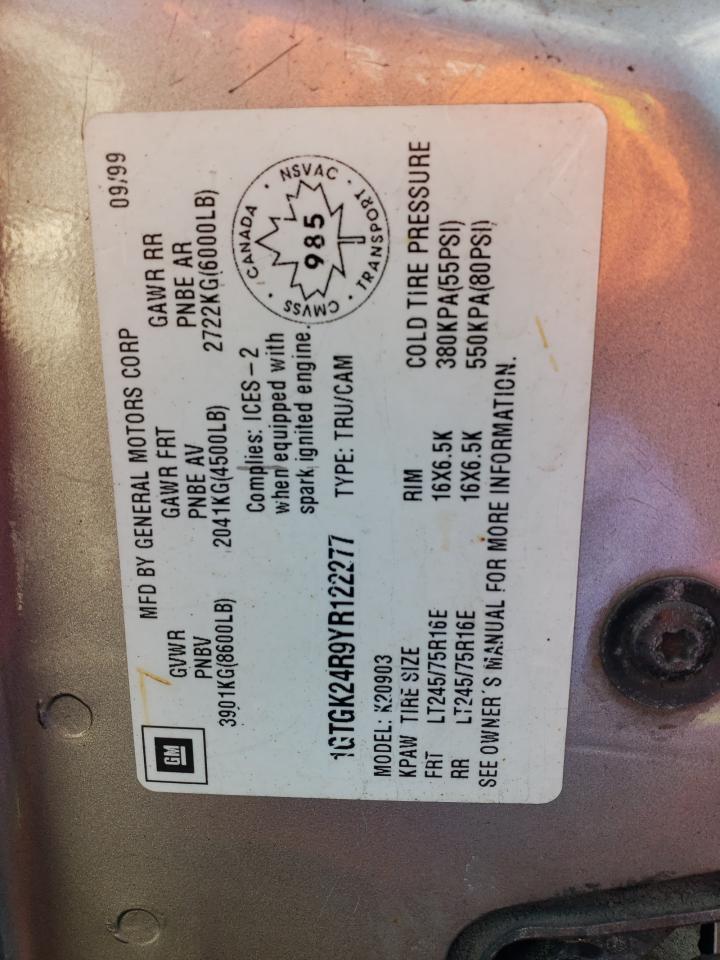 GM
MFD BY GENERAL MOTORS CORP 09/99
GVWR GAWR FRT GAWR RR
PNBV PNBE AV PNBE AR
3901KG(8600LB) 2041KG(4500LB) 2722KG(6000LB)
Complies: ICES-2
when equipped with
spark ignited engine.
CANADA · NSVAC · TRANSPORT · CMVSS ·
985
1GTGK24R9YR122277 TYPE: TRU/CAM
MODEL: K20903
KPAW TIRE SIZE RIM COLD TIRE PRESSURE
FRT LT245/75R16E 16X6.5K 380KPA(55PSI)
RR LT245/75R16E 16X6.5K 550KPA(80PSI)
SEE OWNER'S MANUAL FOR MORE INFORMATION.